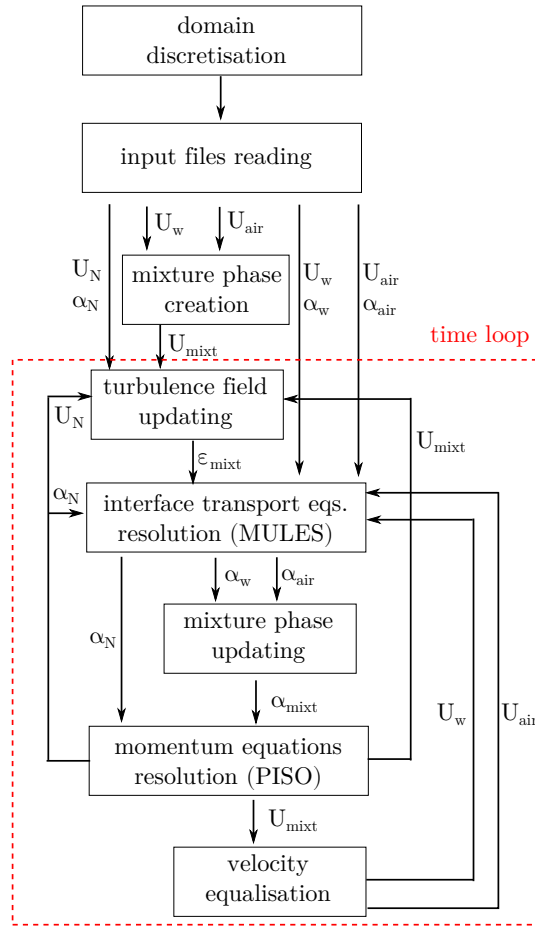 domain
discretisation
input files reading
U_w
U_air
U_N
α_N
mixture phase
creation
U_w
α_w
U_air
α_air
U_mixt
time loop
turbulence field
updating
U_N
U_mixt
ε_mixt
α_N
interface transport eqs.
resolution (MULES)
α_w
α_air
α_N
mixture phase
updating
α_mixt
U_w
U_air
momentum equations
resolution (PISO)
U_mixt
velocity
equalisation